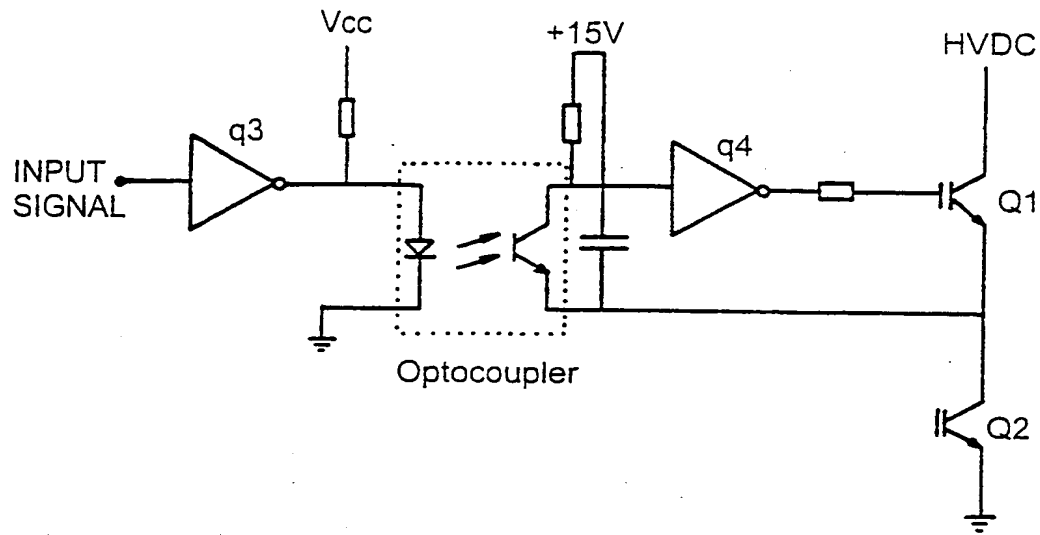 Vcc
+15V
HVDC
q3
q4
INPUT
SIGNAL
Q1
Optocoupler
Q2